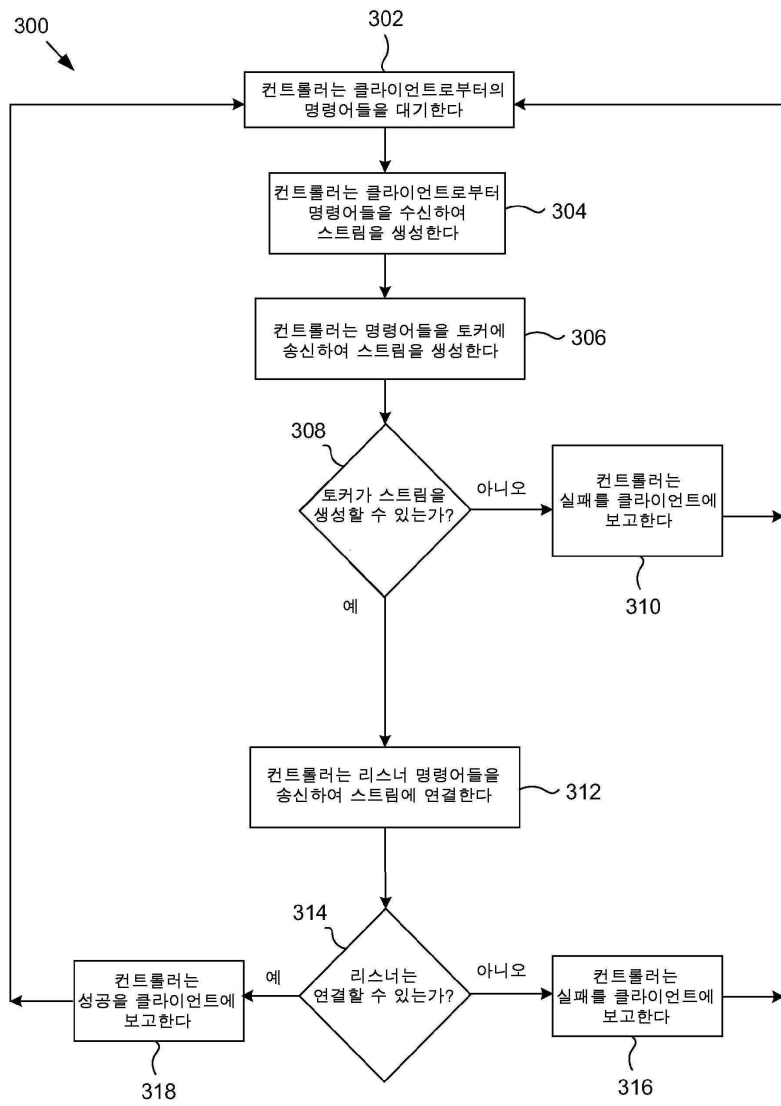 300
302
컨트롤러는 클라이언트로부터의
명령어들을 대기한다
컨트롤러는 클라이언트로부터
명령어들을 수신하여
스트림을 생성한다
304
컨트롤러는 명령어들을 토커에
송신하여 스트림을 생성한다
306
308
토커가 스트림을
생성할 수 있는가?
아니오
컨트롤러는
실패를 클라이언트에
보고한다
310
예
컨트롤러는 리스너 명령어들을
송신하여 스트림에 연결한다
312
314
리스너는
연결할 수 있는가?
예
컨트롤러는
성공을 클라이언트에
보고한다
318
아니오
컨트롤러는
실패를 클라이언트에
보고한다
316